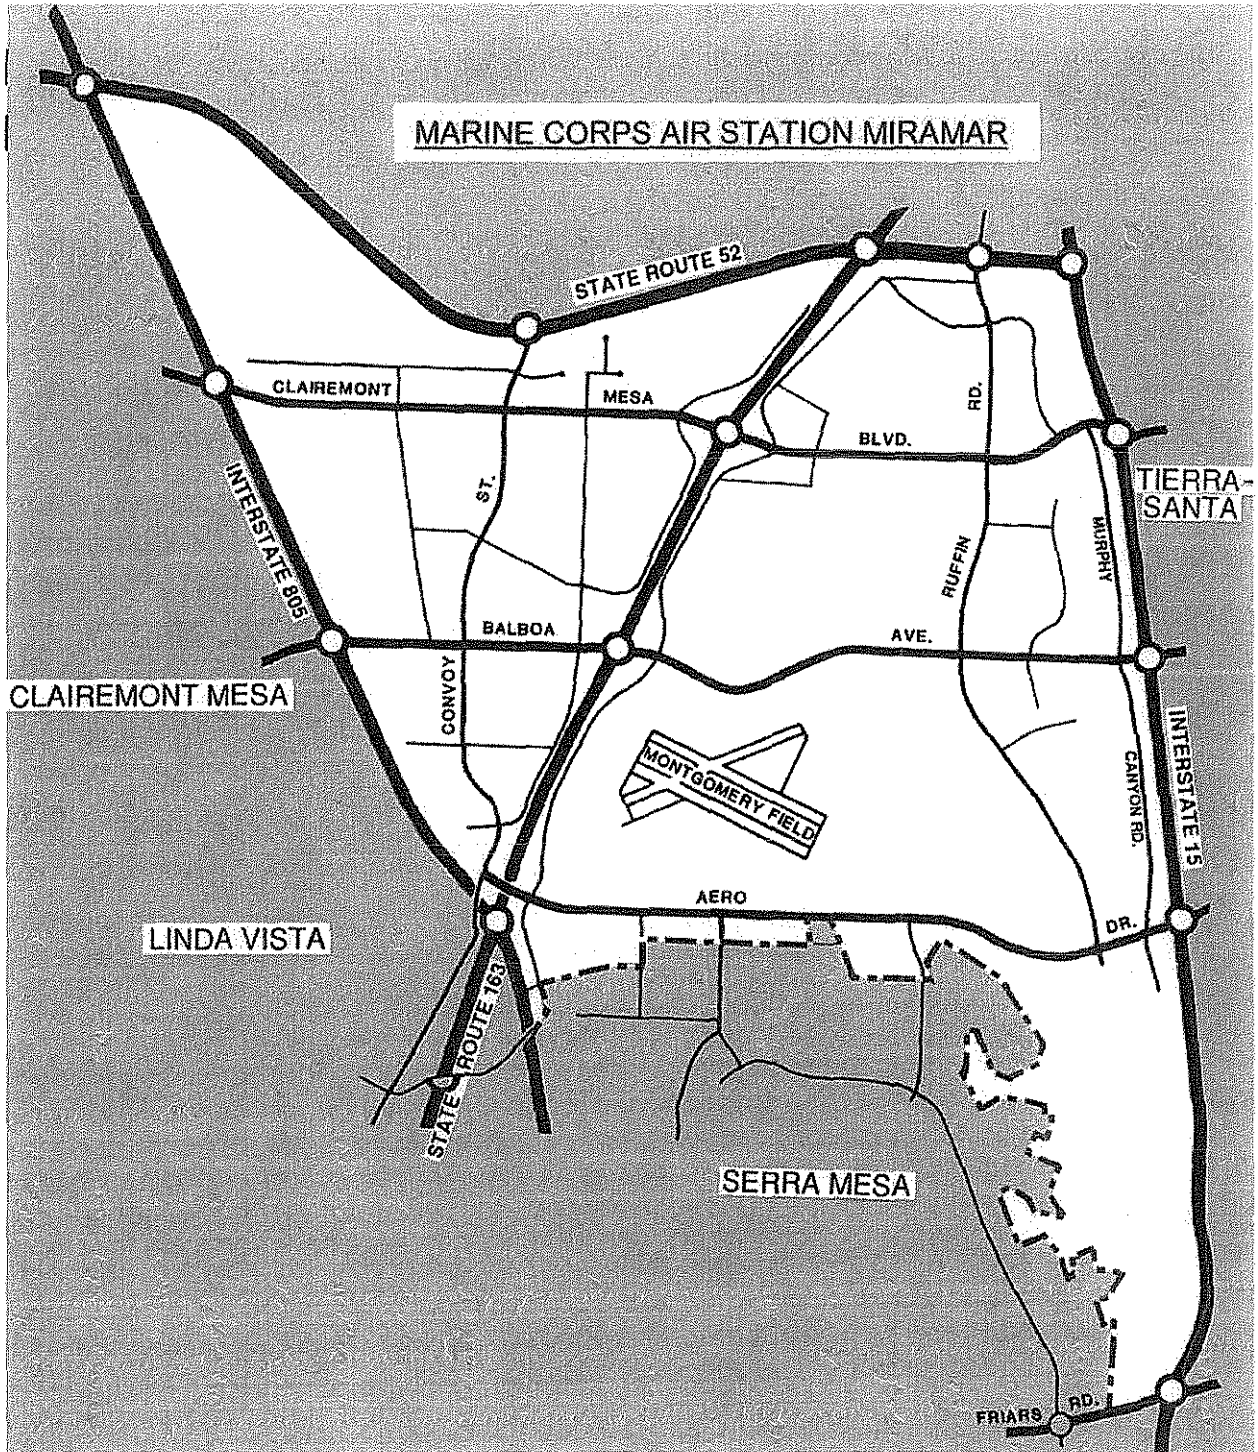 MARINE CORPS AIR STATION MIRAMAR
STATE ROUTE 52
CLAIREMONT
MESA
BLVD.
RD.
ST.
TIERRA-
SANTA
INTERSTATE 805
MURPHY
RUFFIN
BALBOA
AVE.
CLAIREMONT MESA
CONVOY
MONTGOMERY FIELD
CANYON RD.
INTERSTATE 15
AERO
DR.
LINDA VISTA
STATE ROUTE 163
SERRA MESA
FRIARS
RD.